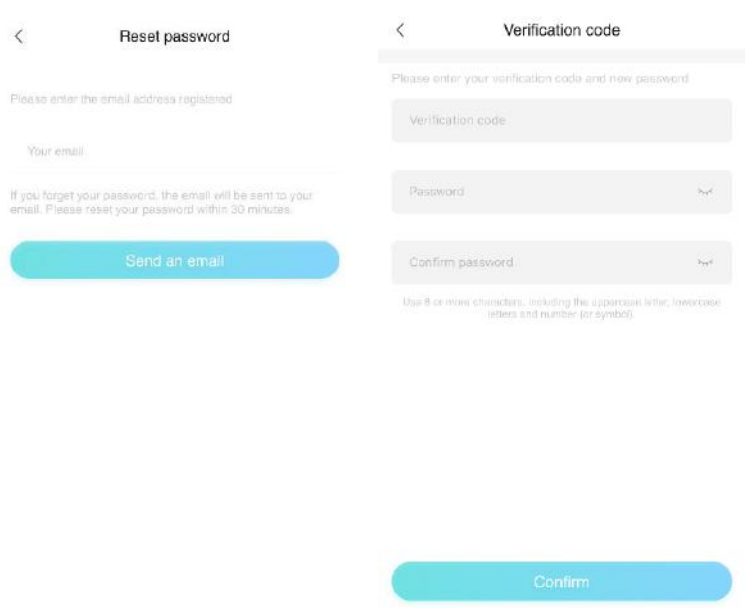 Reset password
Please enter the email address registered
Your email
If you forget your password, the email will be sent to your
email. Please reset your password within 30 minutes.
Send an email
Verification code
Please enter your verification code and new password
Verification code
Password
Confirm password
Use 8 or more characters, including the uppercase letter, lowercase
letters and number (or symbol).
Confirm